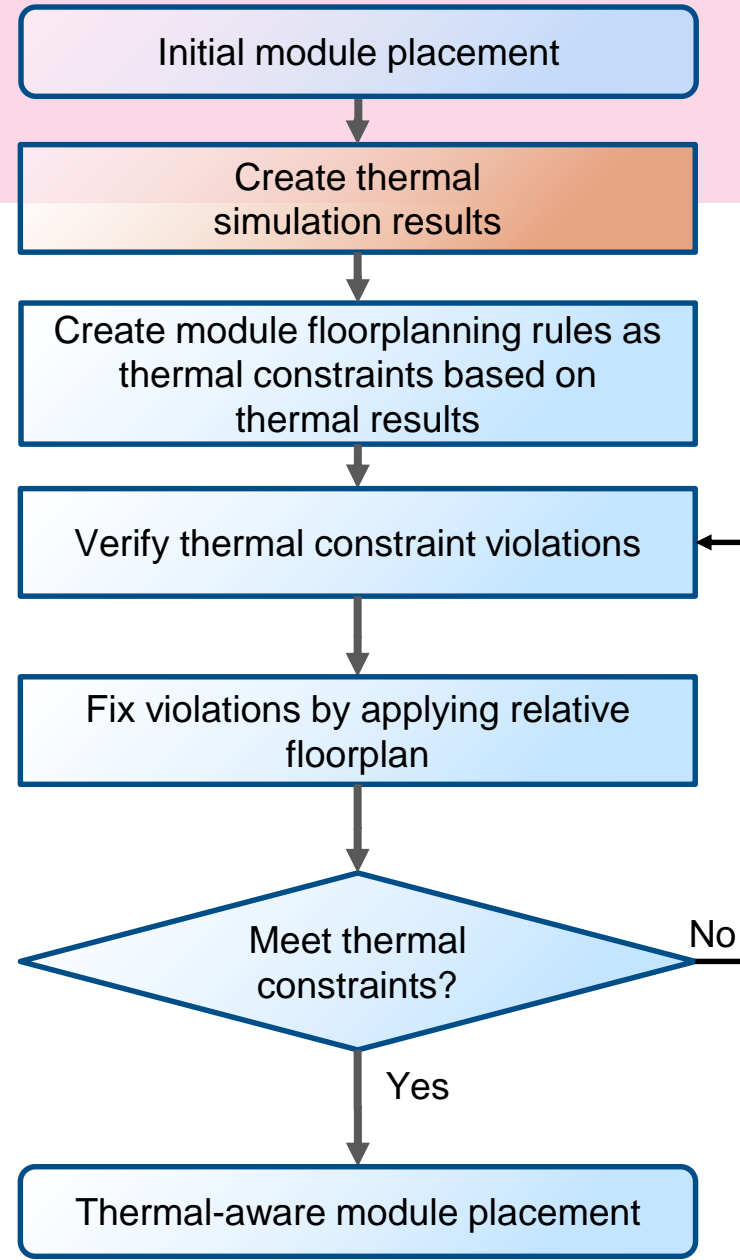 Initial module placement
Create thermal
simulation results
Create module floorplanning rules as
thermal constraints based on
thermal results
Verify thermal constraint violations
Fix violations by applying relative
floorplan
Meet thermal
constraints?
No
Yes
Thermal-aware module placement